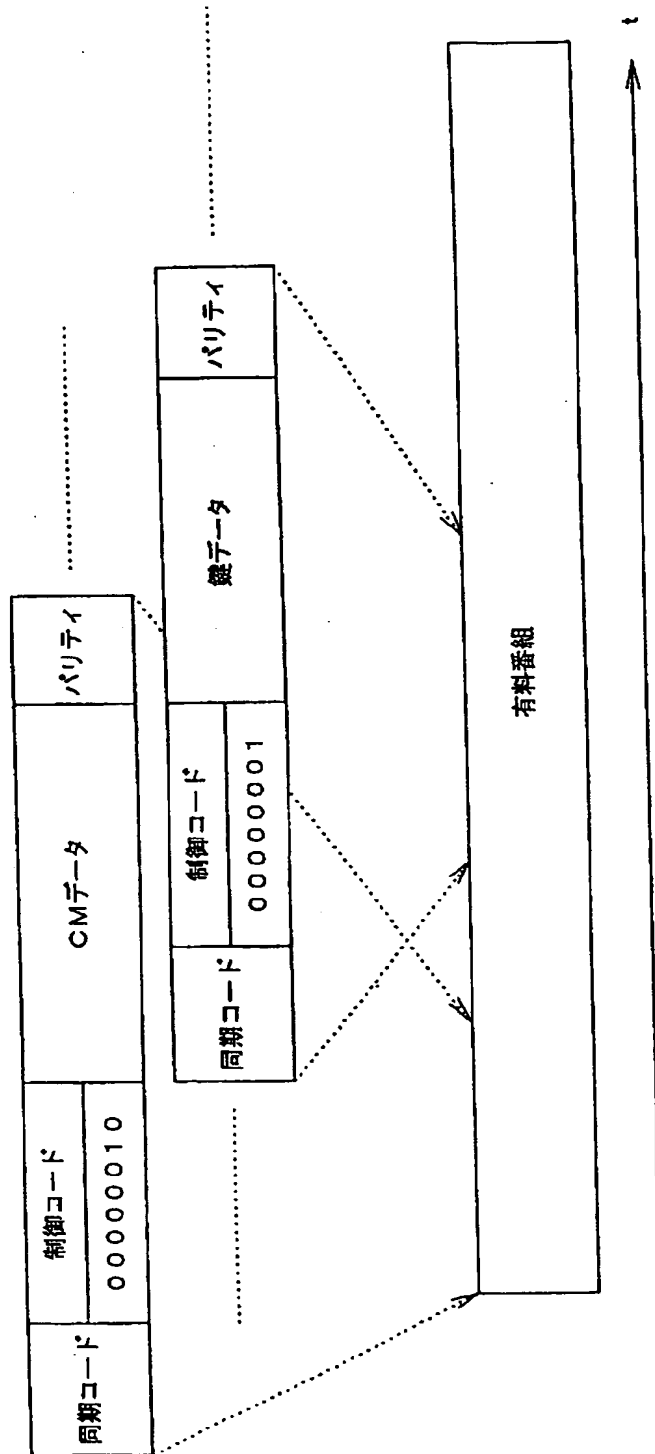 同期コード
制御コード
00000010
CMデータ
パリティ
同期コード
制御コード
00000001
鍵データ
パリティ
有料番組
t